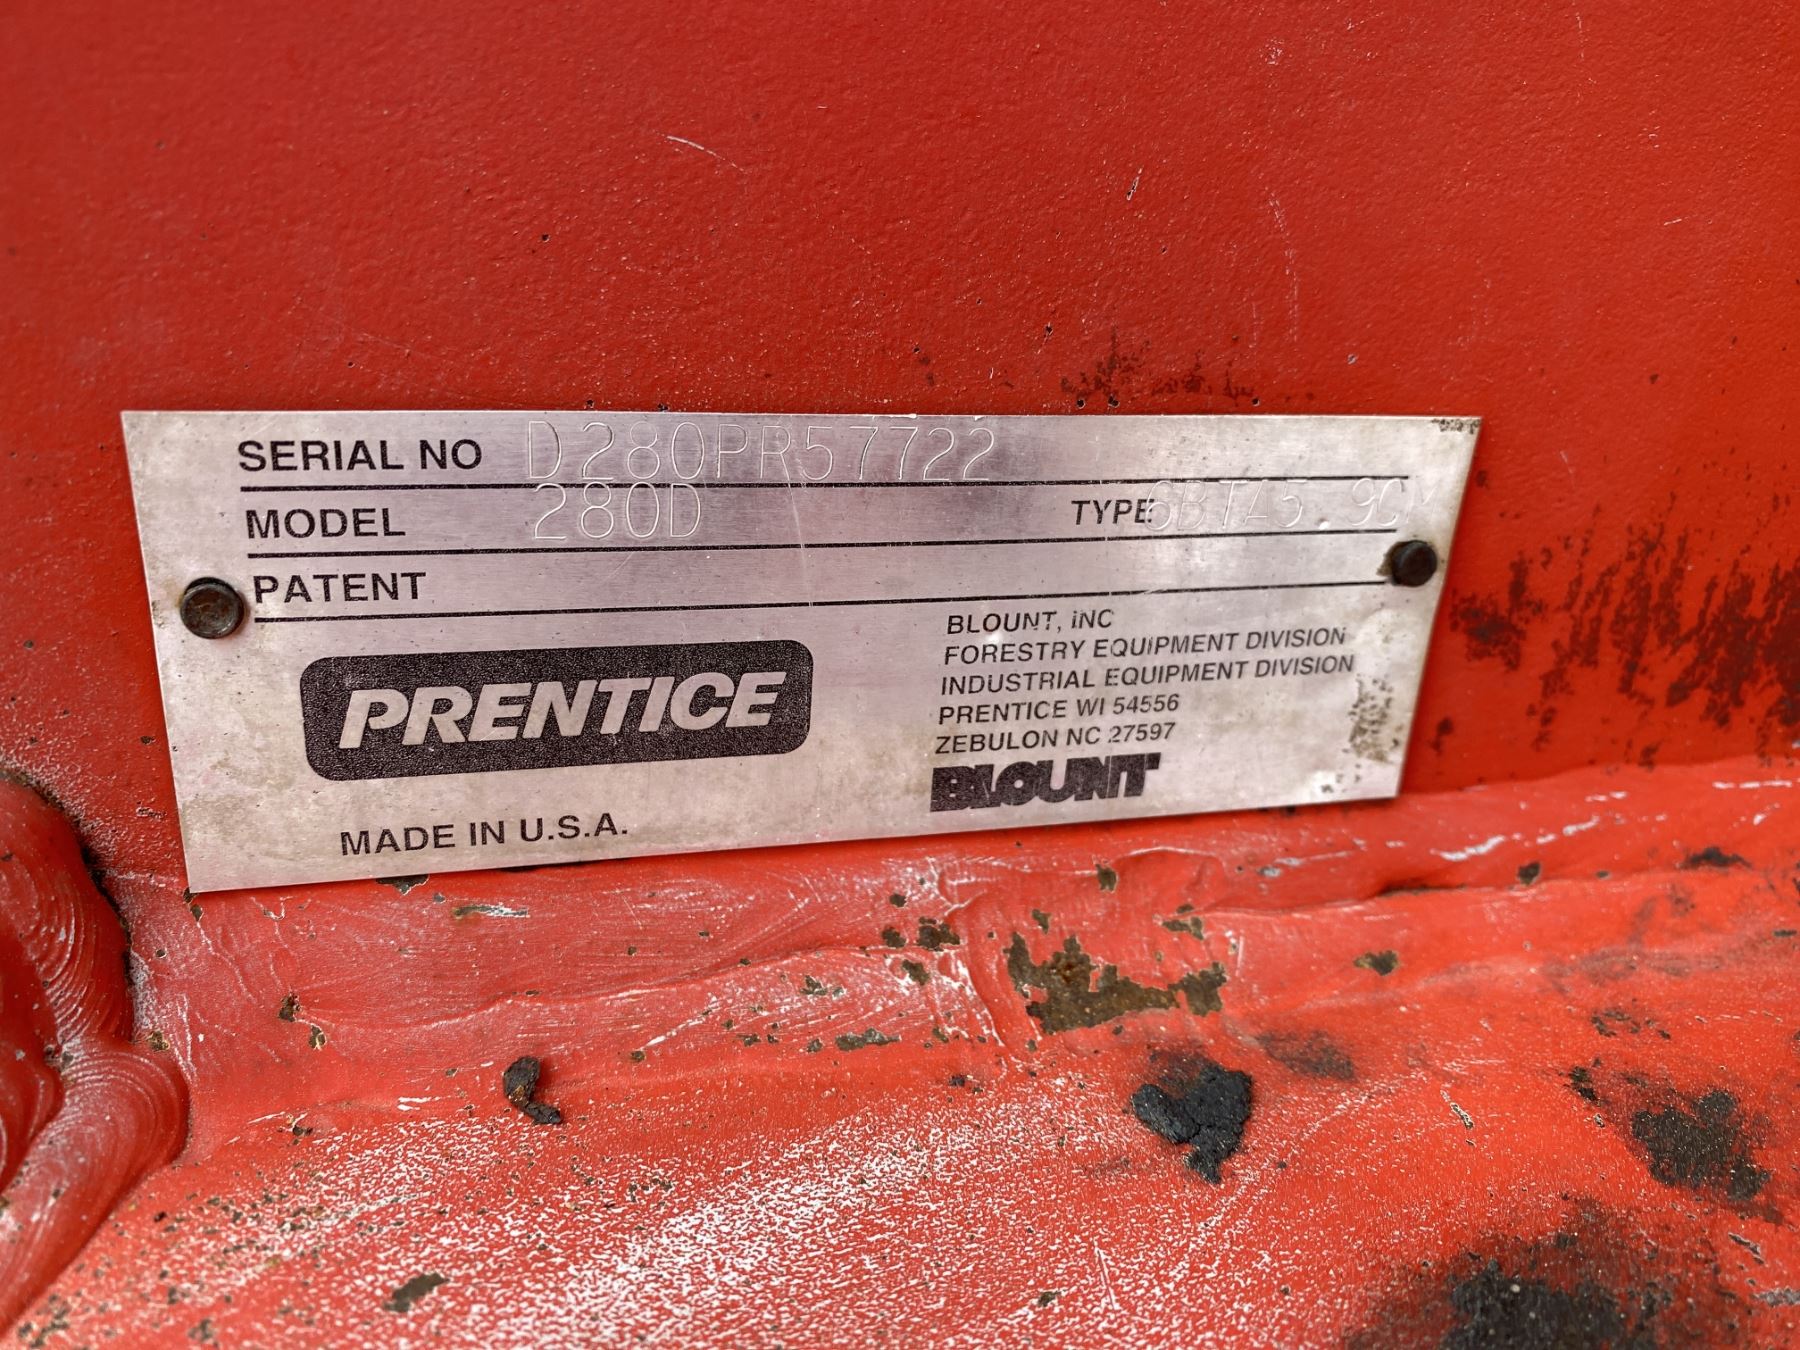 SERIAL NO D280PR57722
MODEL 280D TYPE 6BTA5.9CM
PATENT
BLOUNT, INC
FORESTRY EQUIPMENT DIVISION
INDUSTRIAL EQUIPMENT DIVISION
PRENTICE WI 54556
ZEBULON NC 27597
BLOUNT
PRENTICE
MADE IN U.S.A.